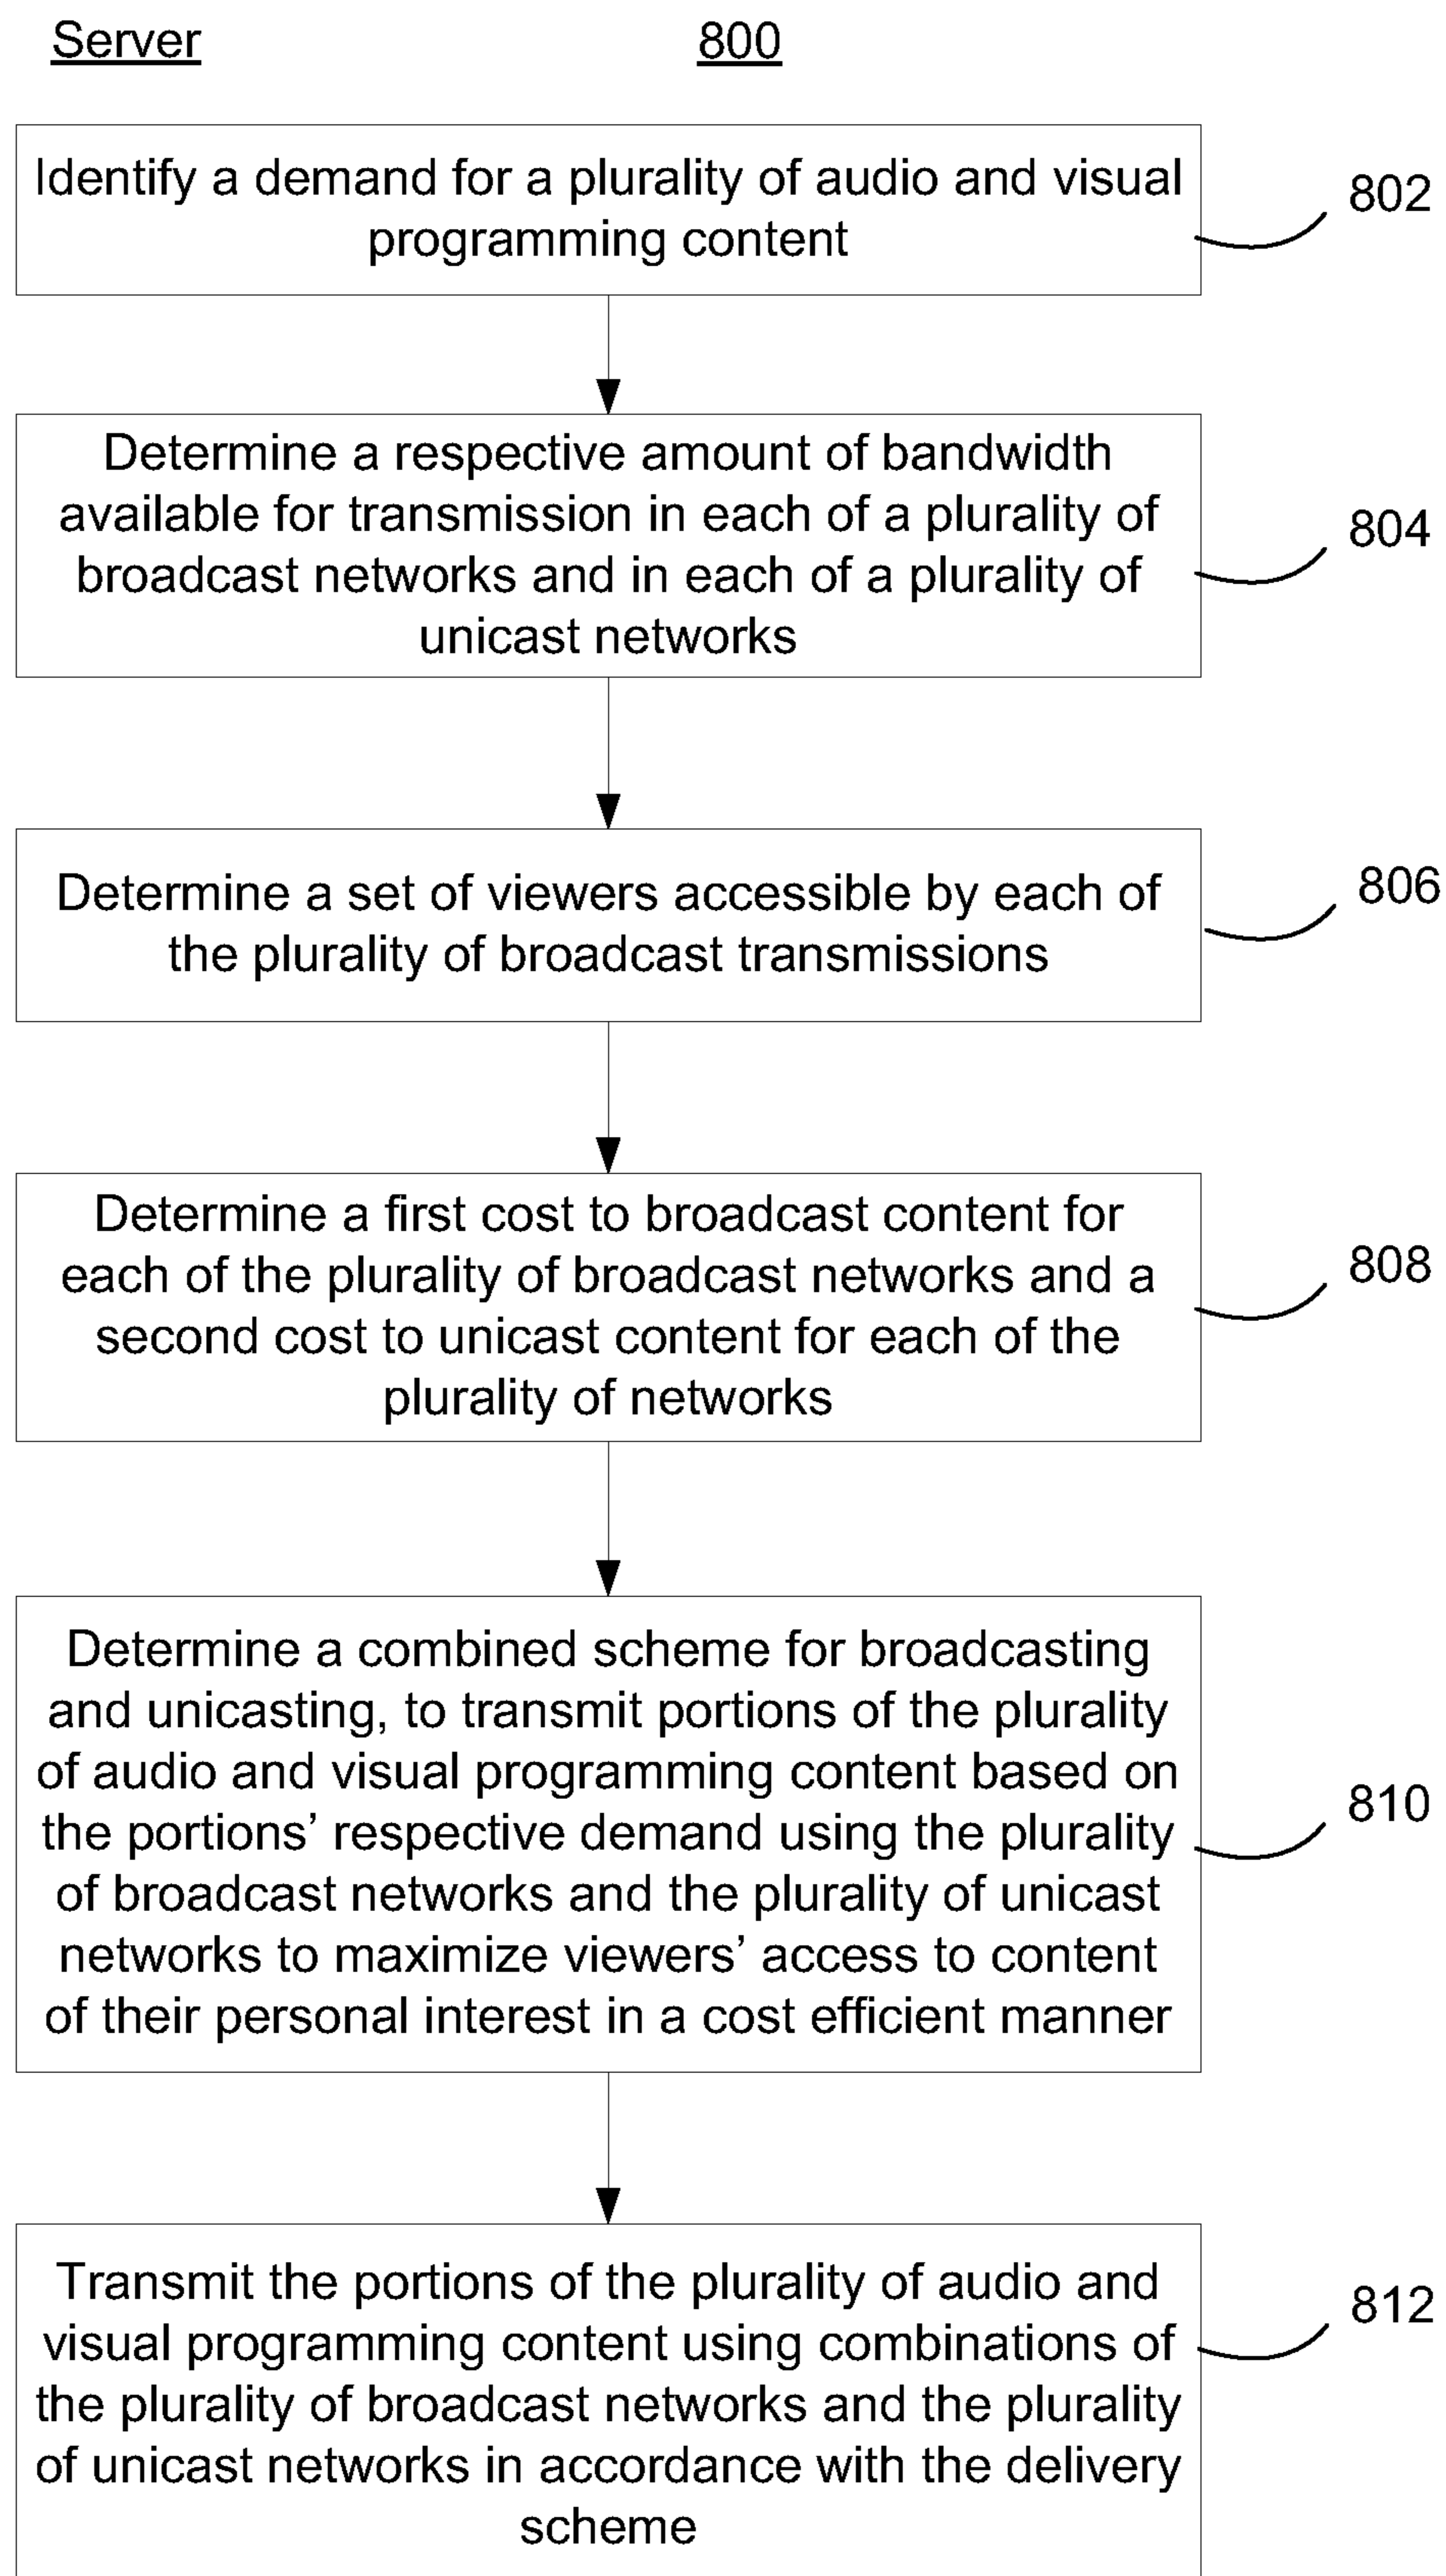 Server 800
Identify a demand for a plurality of audio and visual
programming content
802
Determine a respective amount of bandwidth
available for transmission in each of a plurality of
broadcast networks and in each of a plurality of
unicast networks
804
Determine a set of viewers accessible by each of
the plurality of broadcast transmissions
806
Determine a first cost to broadcast content for
each of the plurality of broadcast networks and a
second cost to unicast content for each of the
plurality of networks
808
Determine a combined scheme for broadcasting
and unicasting, to transmit portions of the plurality
of audio and visual programming content based on
the portions’ respective demand using the plurality
of broadcast networks and the plurality of unicast
networks to maximize viewers’ access to content
of their personal interest in a cost efficient manner
810
Transmit the portions of the plurality of audio and
visual programming content using combinations of
the plurality of broadcast networks and the plurality
of unicast networks in accordance with the delivery
scheme
812